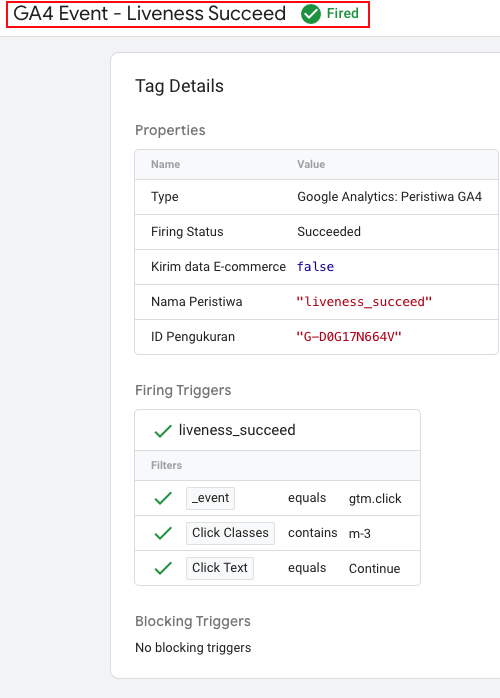 GA4 Event - Liveness Succeed Fired
Tag Details
Properties
Name Value
Type Google Analytics: Peristiwa GA4
Firing Status Succeeded
Kirim data E-commerce false
Nama Peristiwa "liveness_succeed"
ID Pengukuran "G-D0G17N664V"
Firing Triggers
liveness_succeed
Filters
_event equals gtm.click
Click Classes contains m-3
Click Text equals Continue
Blocking Triggers
No blocking triggers